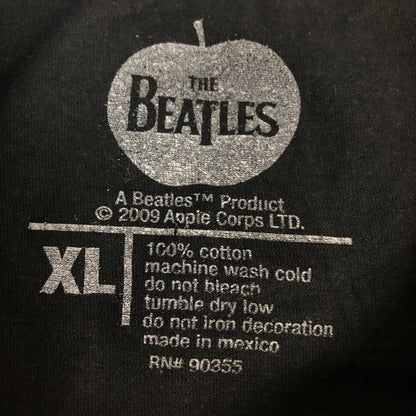 THE
BEATLES
A Beatles™ Product
© 2009 Apple Corps LTD.
XL
100% cotton
machine wash cold
do not bleach
tumble dry low
do not iron decoration
made in mexico
RN# 90355